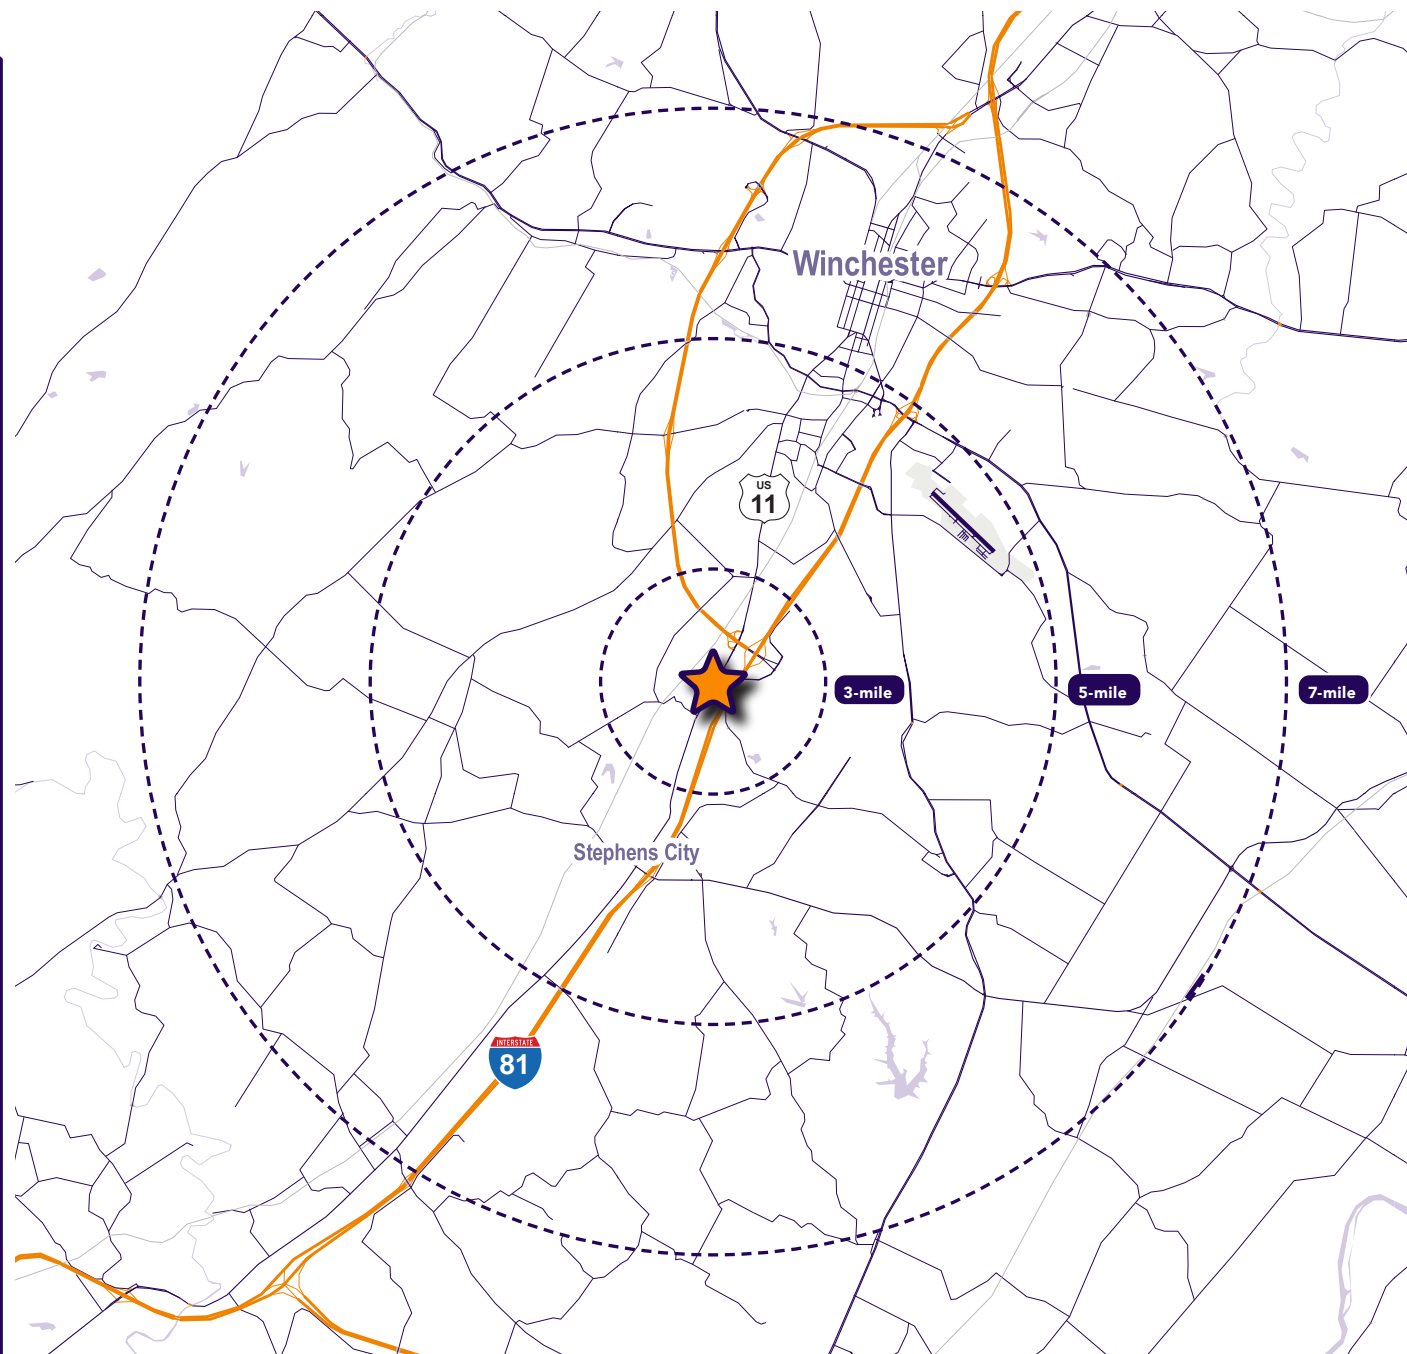 Winchester
US
11
3-mile
5-mile
7-mile
Stephens City
INTERSTATE
81